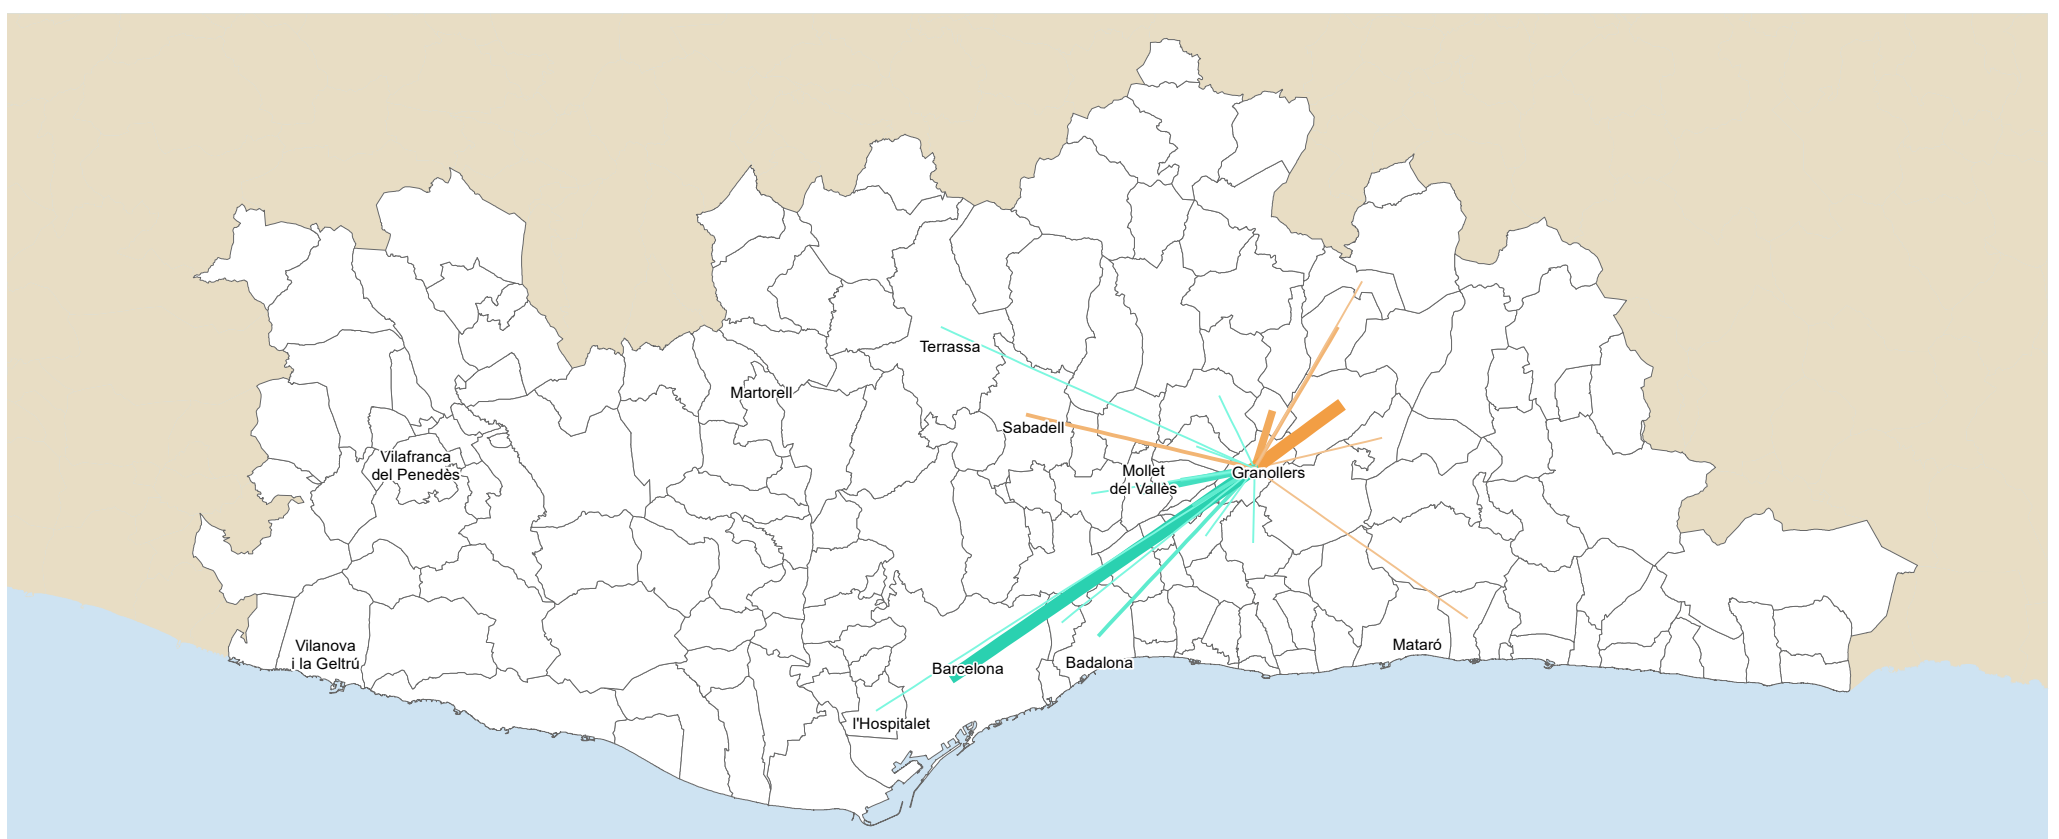 Terrassa
Martorell
Sabadell
Vilafranca
del Penedès
Mollet
del Vallès
Granollers
Vilanova
i la Geltrú
Barcelona
Badalona
Mataró
l'Hospitalet